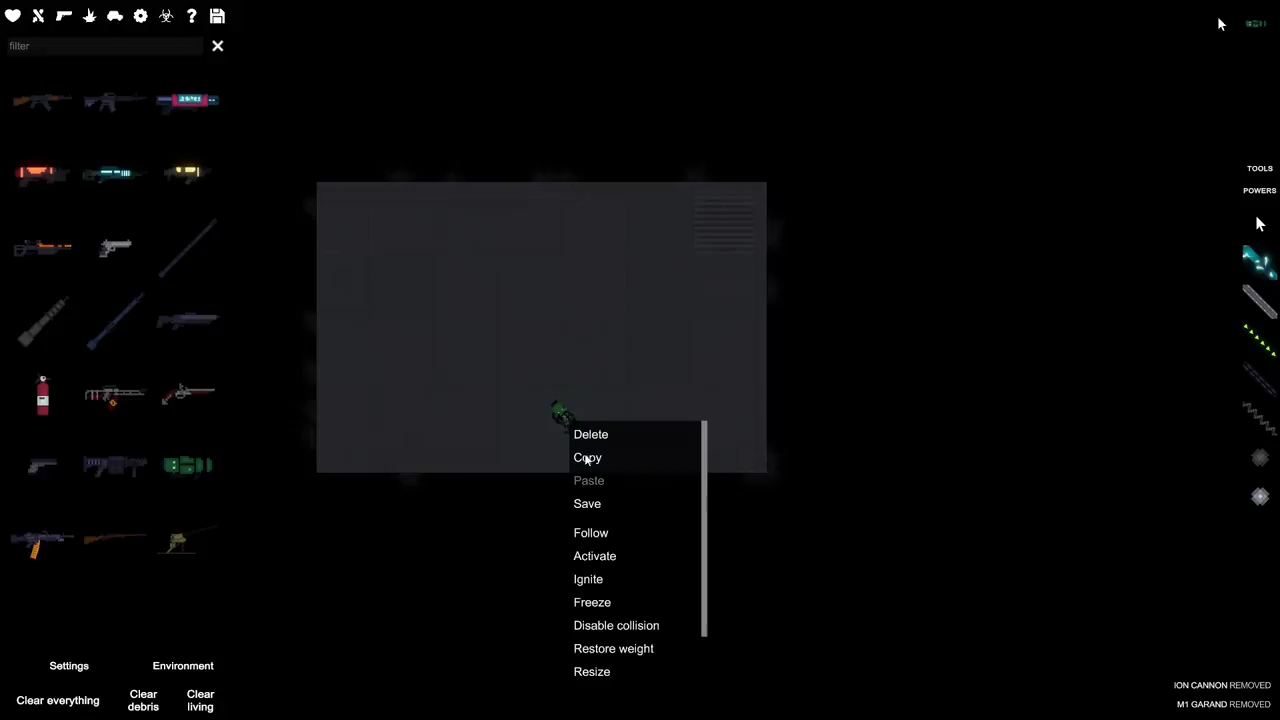 filter
TOOLS
POWERS
Delete
Copy
Paste
Save
Follow
Activate
Ignite
Freeze
Disable collision
Restore weight
Resize
Settings
Environment
Clear everything
Clear
debris
Clear
living
ION CANNON REMOVED
M1 GARAND REMOVED